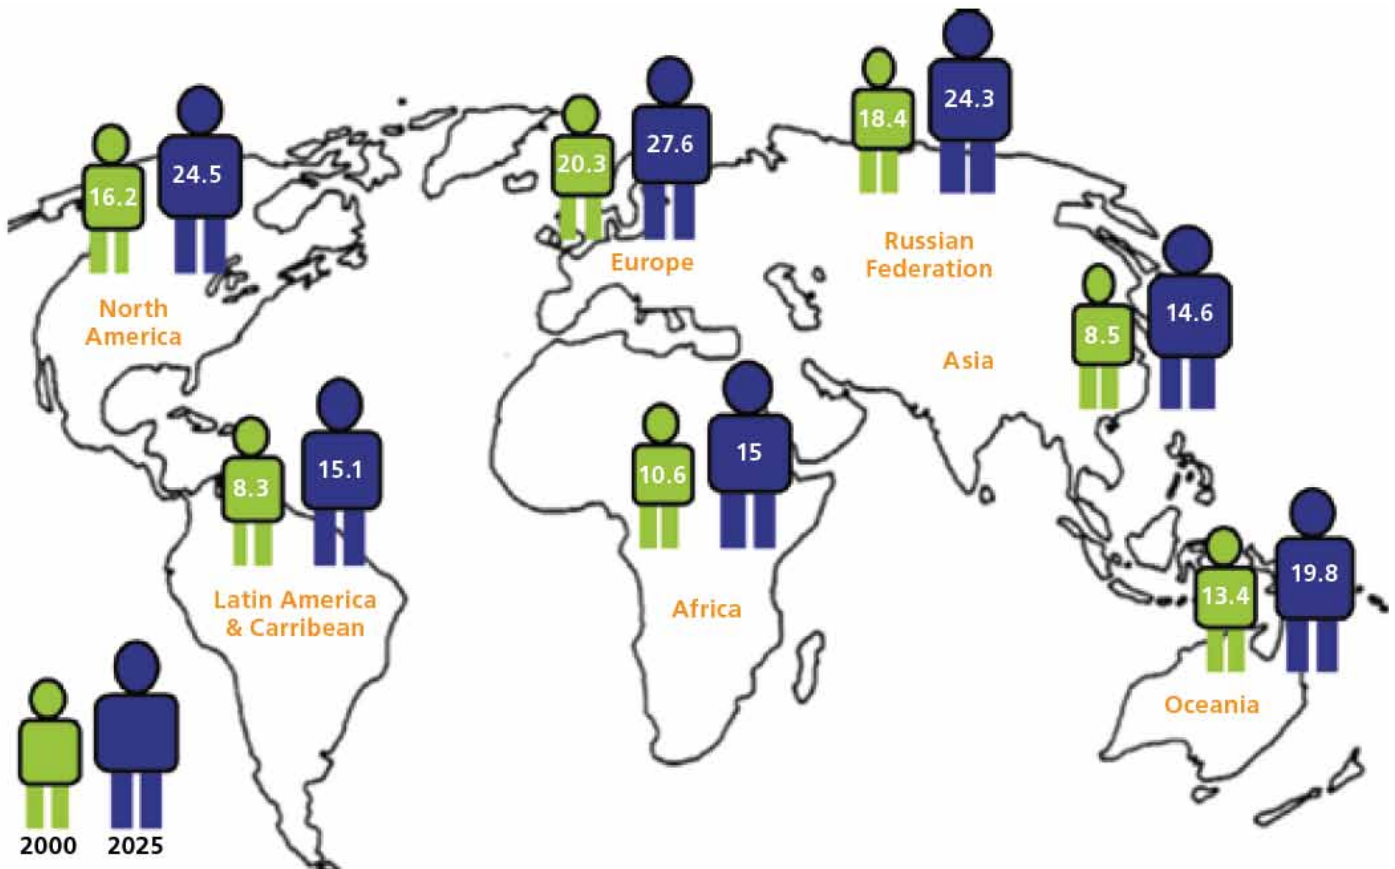 16.2
24.5
North
America
20.3
27.6
Europe
18.4
24.3
Russian
Federation
8.5
14.6
Asia
8.3
15.1
Latin America
& Carribean
10.6
15
Africa
13.4
19.8
Oceania
2000
2025